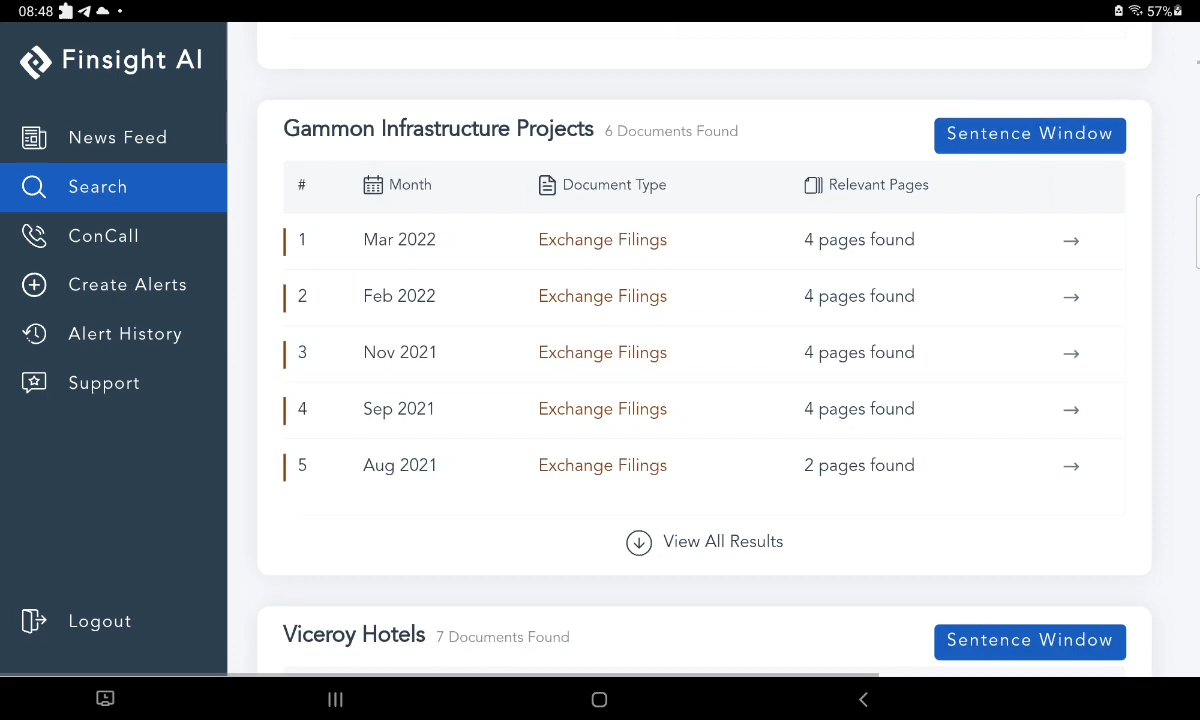 08:48
57%
Finsight AI
News Feed
Search
ConCall
Create Alerts
Alert History
Support
Logout
Gammon Infrastructure Projects 6 Documents Found
Sentence Window
# Month Document Type Relevant Pages
1 Mar 2022 Exchange Filings 4 pages found →
2 Feb 2022 Exchange Filings 4 pages found →
3 Nov 2021 Exchange Filings 4 pages found →
4 Sep 2021 Exchange Filings 4 pages found →
5 Aug 2021 Exchange Filings 2 pages found →
View All Results
Viceroy Hotels 7 Documents Found
Sentence Window